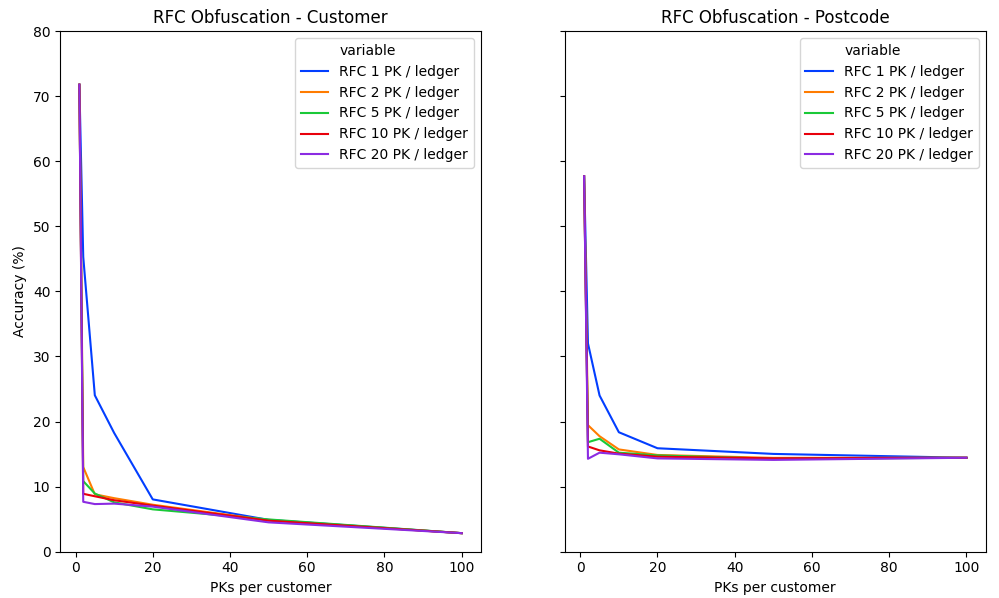 RFC Obfuscation - Customer
Accuracy (%)
80
70
60
50
40
30
20
10
0
variable
RFC 1 PK / ledger
RFC 2 PK / ledger
RFC 5 PK / ledger
RFC 10 PK / ledger
RFC 20 PK / ledger
0 20 40 60 80 100
PKs per customer
RFC Obfuscation - Postcode
variable
RFC 1 PK / ledger
RFC 2 PK / ledger
RFC 5 PK / ledger
RFC 10 PK / ledger
RFC 20 PK / ledger
0 20 40 60 80 100
PKs per customer